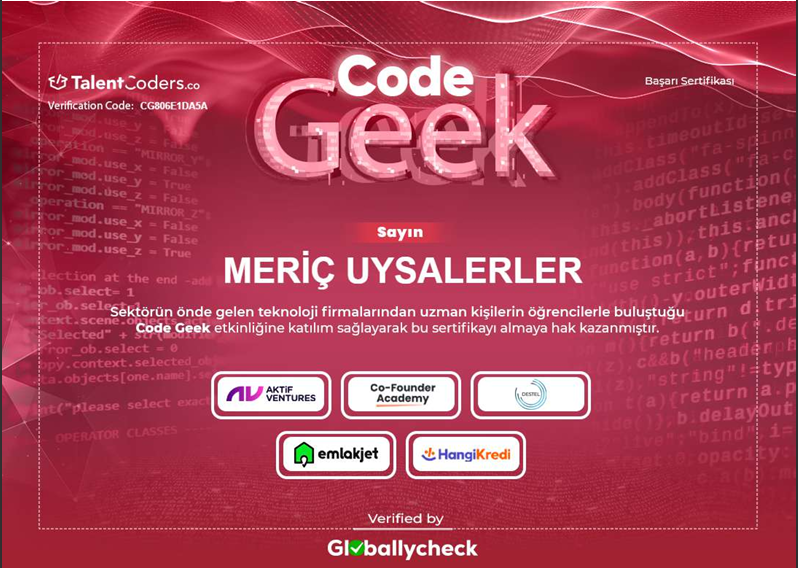 TalentCoders.co
Verification Code: CG806E1DA5A
Code
Geek
Başarı Sertifikası
Sayın
MERİÇ UYSALERLER
Sektörün önde gelen teknoloji firmalarından uzman kişilerin öğrencilerle buluştuğu
Code Geek etkinliğine katılım sağlayarak bu sertifikayı almaya hak kazanmıştır.
AKTİF
VENTURES
Co-Founder
Academy
DESTEL
emlakjet
HangiKredi
Verified by
Globallycheck